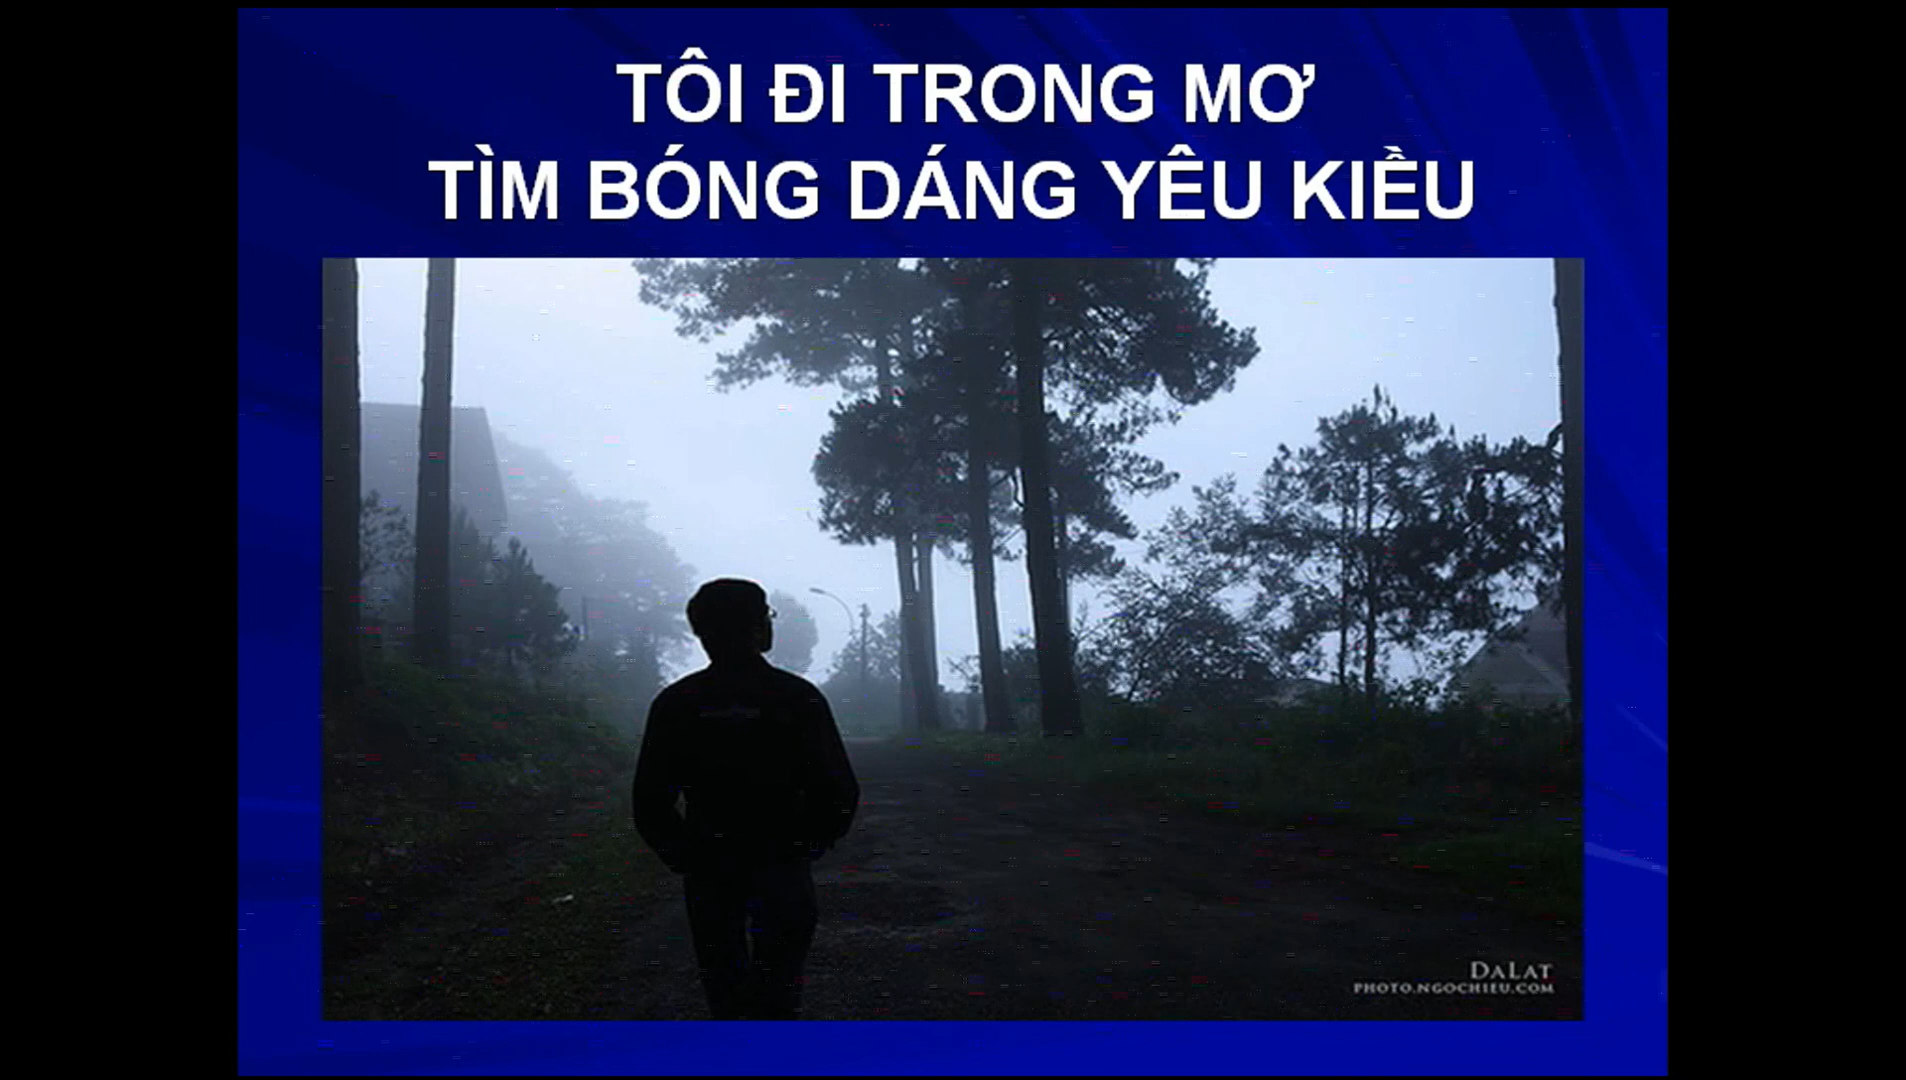 TÔI ĐI TRONG MƠ
TÌM BÓNG DÁNG YÊU KIỀU
DALAT
PHOTO.NGOCHIEU.COM